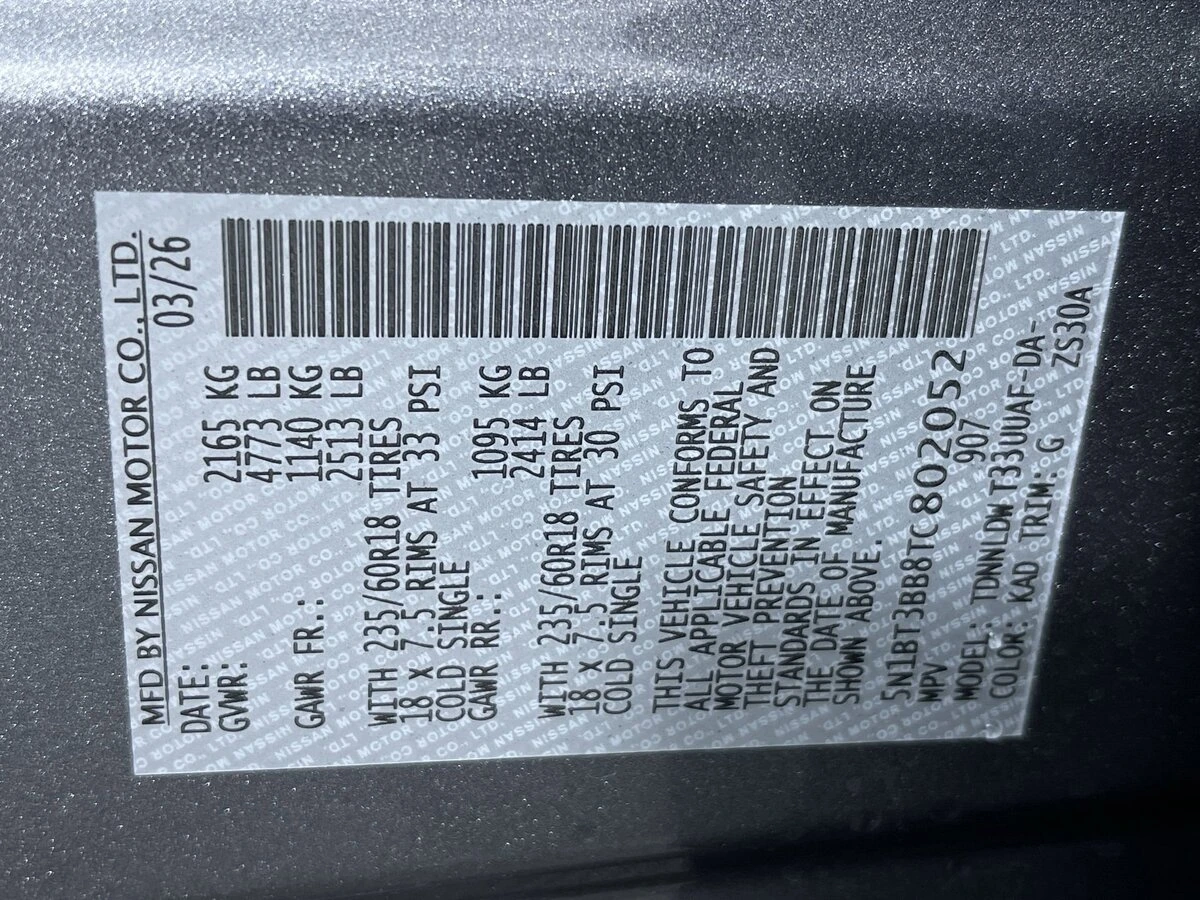 MFD BY NISSAN MOTOR CO., LTD.
DATE: 03/26
GVWR: 2165 KG
4773 LB
GAWR FR.: 1140 KG
2513 LB
WITH 235/60R18 TIRES
18 X 7.5 RIMS AT 33 PSI
COLD SINGLE
GAWR RR.: 1095 KG
2414 LB
WITH 235/60R18 TIRES
18 X 7.5 RIMS AT 30 PSI
COLD SINGLE
THIS VEHICLE CONFORMS TO
ALL APPLICABLE FEDERAL
MOTOR VEHICLE SAFETY AND
THEFT PREVENTION
STANDARDS IN EFFECT ON
THE DATE OF MANUFACTURE
SHOWN ABOVE.
5N1BT3BB8TC802052
MPV 907
MODEL: TDNNLDWT33UUAF-DA-
COLOR: KAD TRIM: G ZS30A